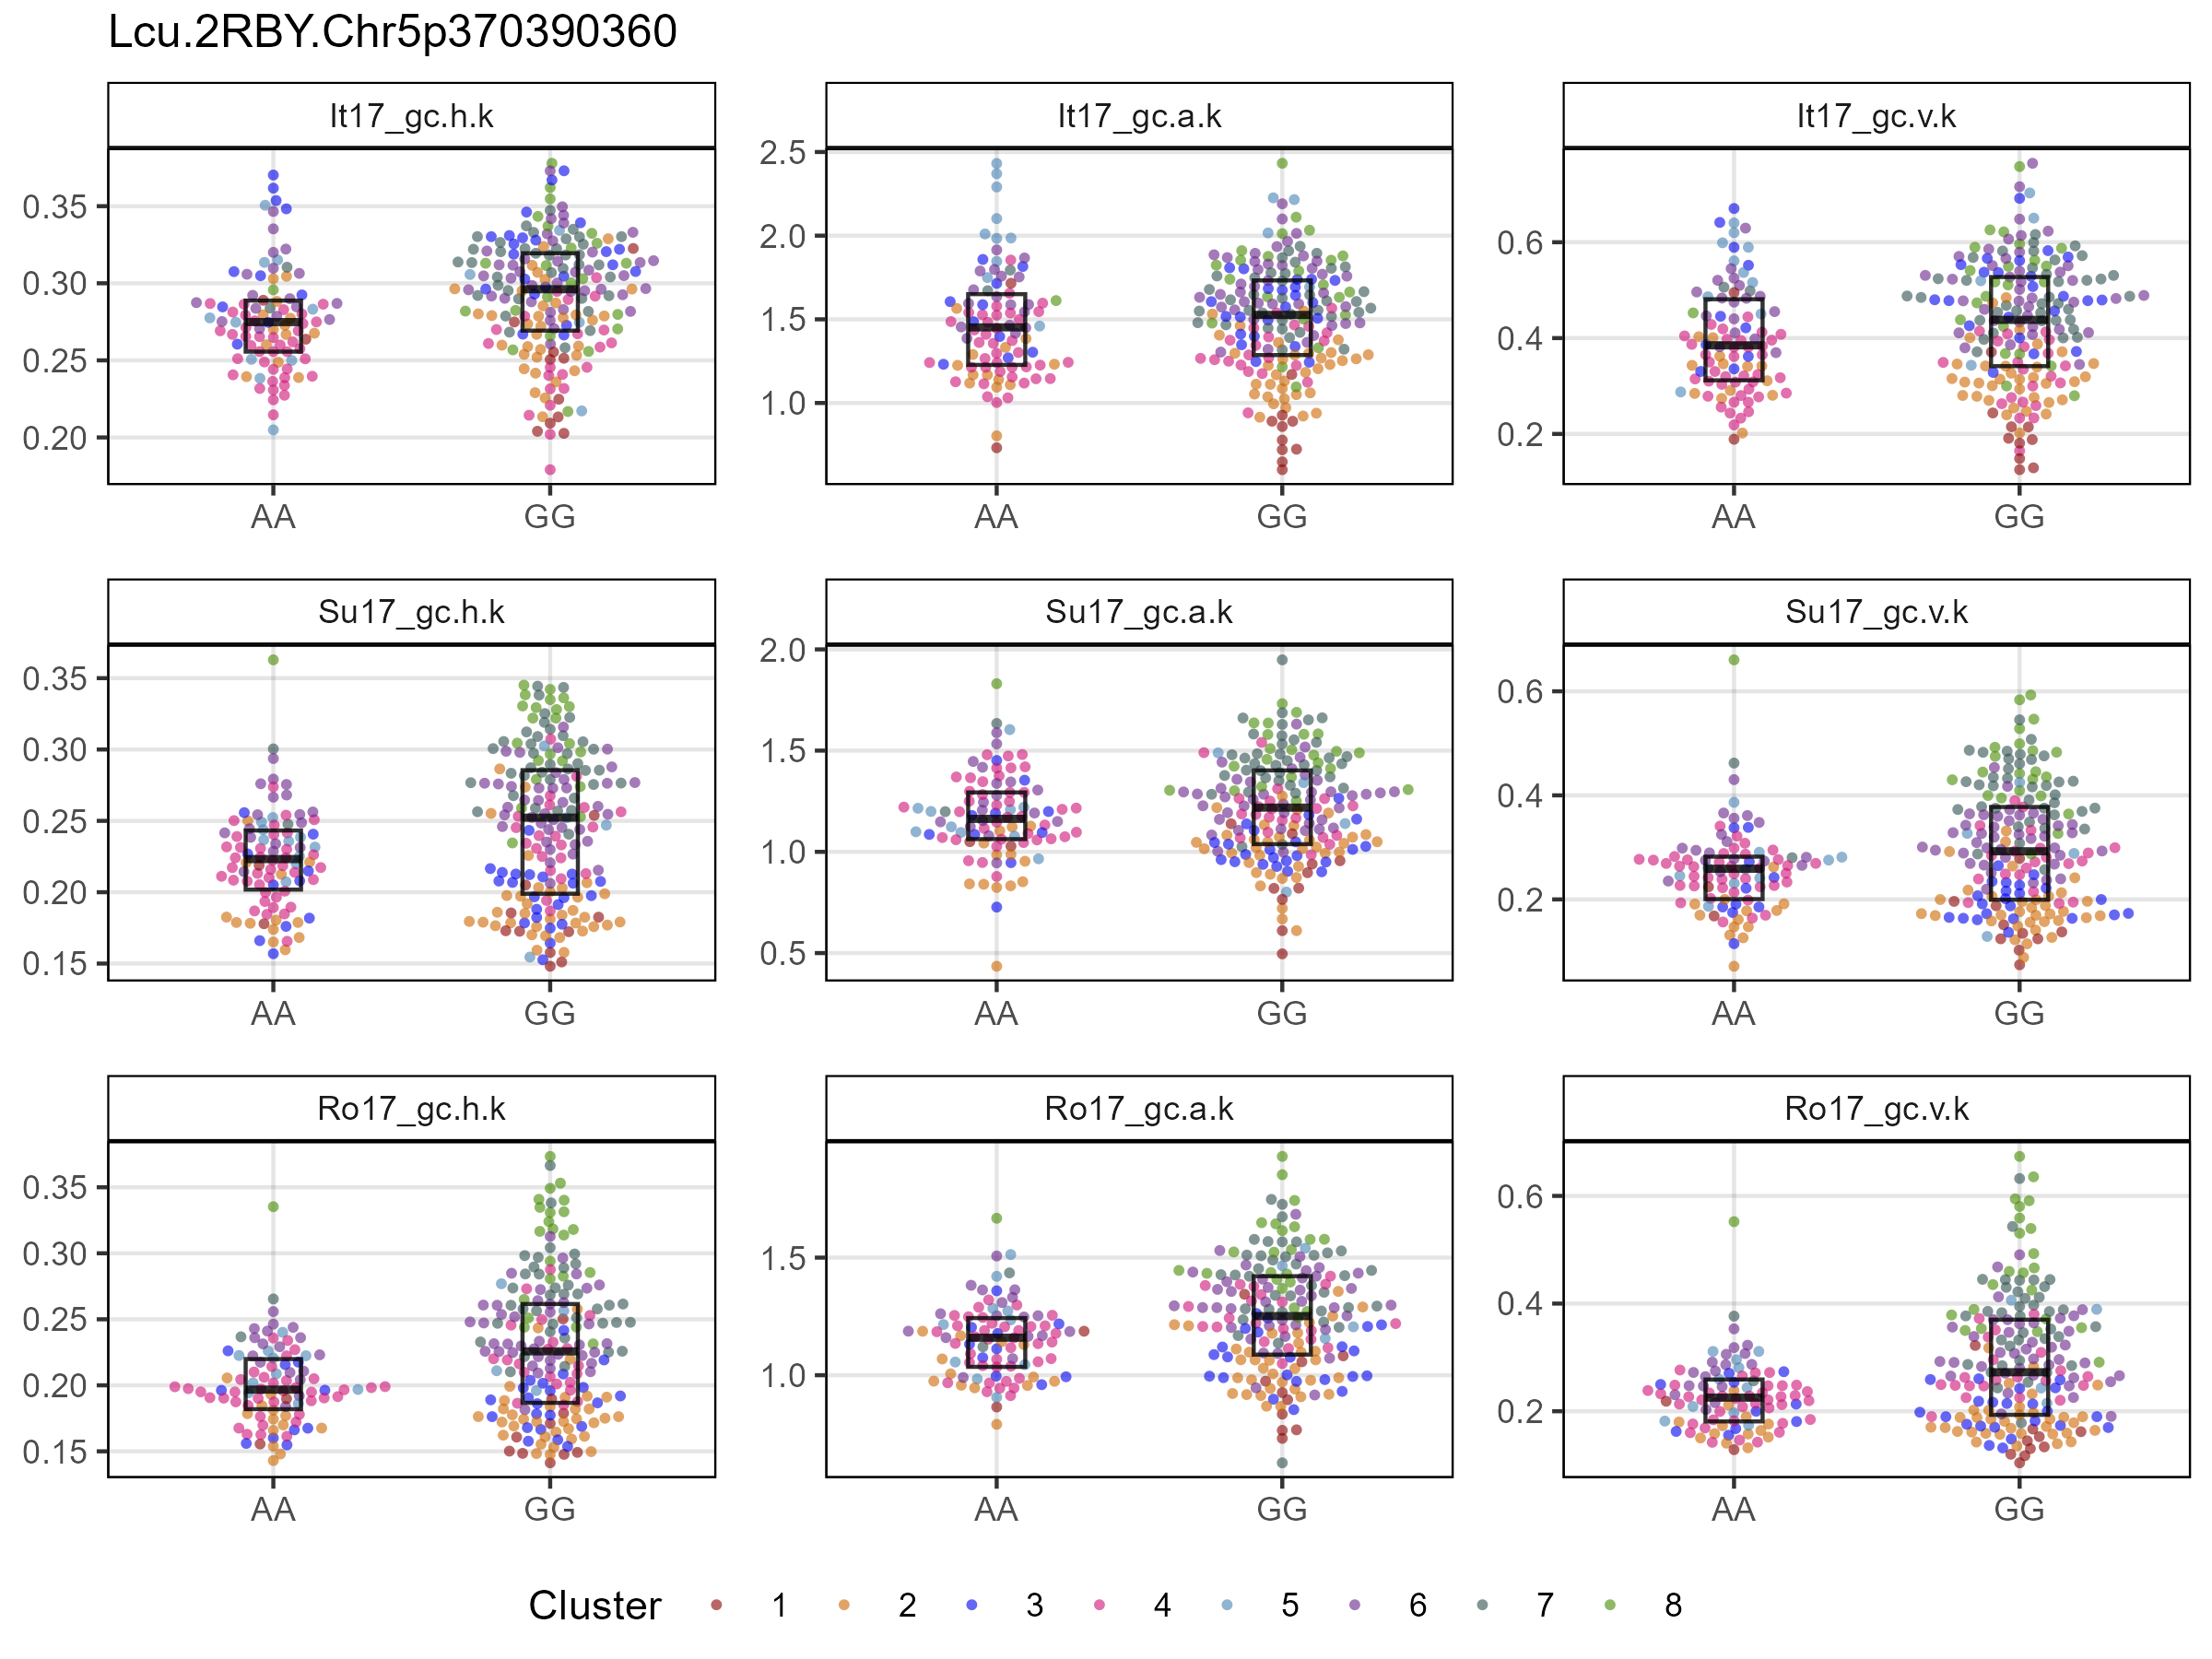 Lcu.2RBY.Chr5p370390360
It17_gc.h.k
It17_gc.a.k
It17_gc.v.k
0.35
0.30
0.25
0.20
AA
GG
2.5
2.0
1.5
1.0
AA
GG
0.6
0.4
0.2
AA
GG
Su17_gc.h.k
Su17_gc.a.k
Su17_gc.v.k
0.35
0.30
0.25
0.20
0.15
AA
GG
2.0
1.5
1.0
0.5
AA
GG
0.6
0.4
0.2
AA
GG
Ro17_gc.h.k
Ro17_gc.a.k
Ro17_gc.v.k
0.35
0.30
0.25
0.20
0.15
AA
GG
1.5
1.0
AA
GG
0.6
0.4
0.2
AA
GG
Cluster 1 2 3 4 5 6 7 8